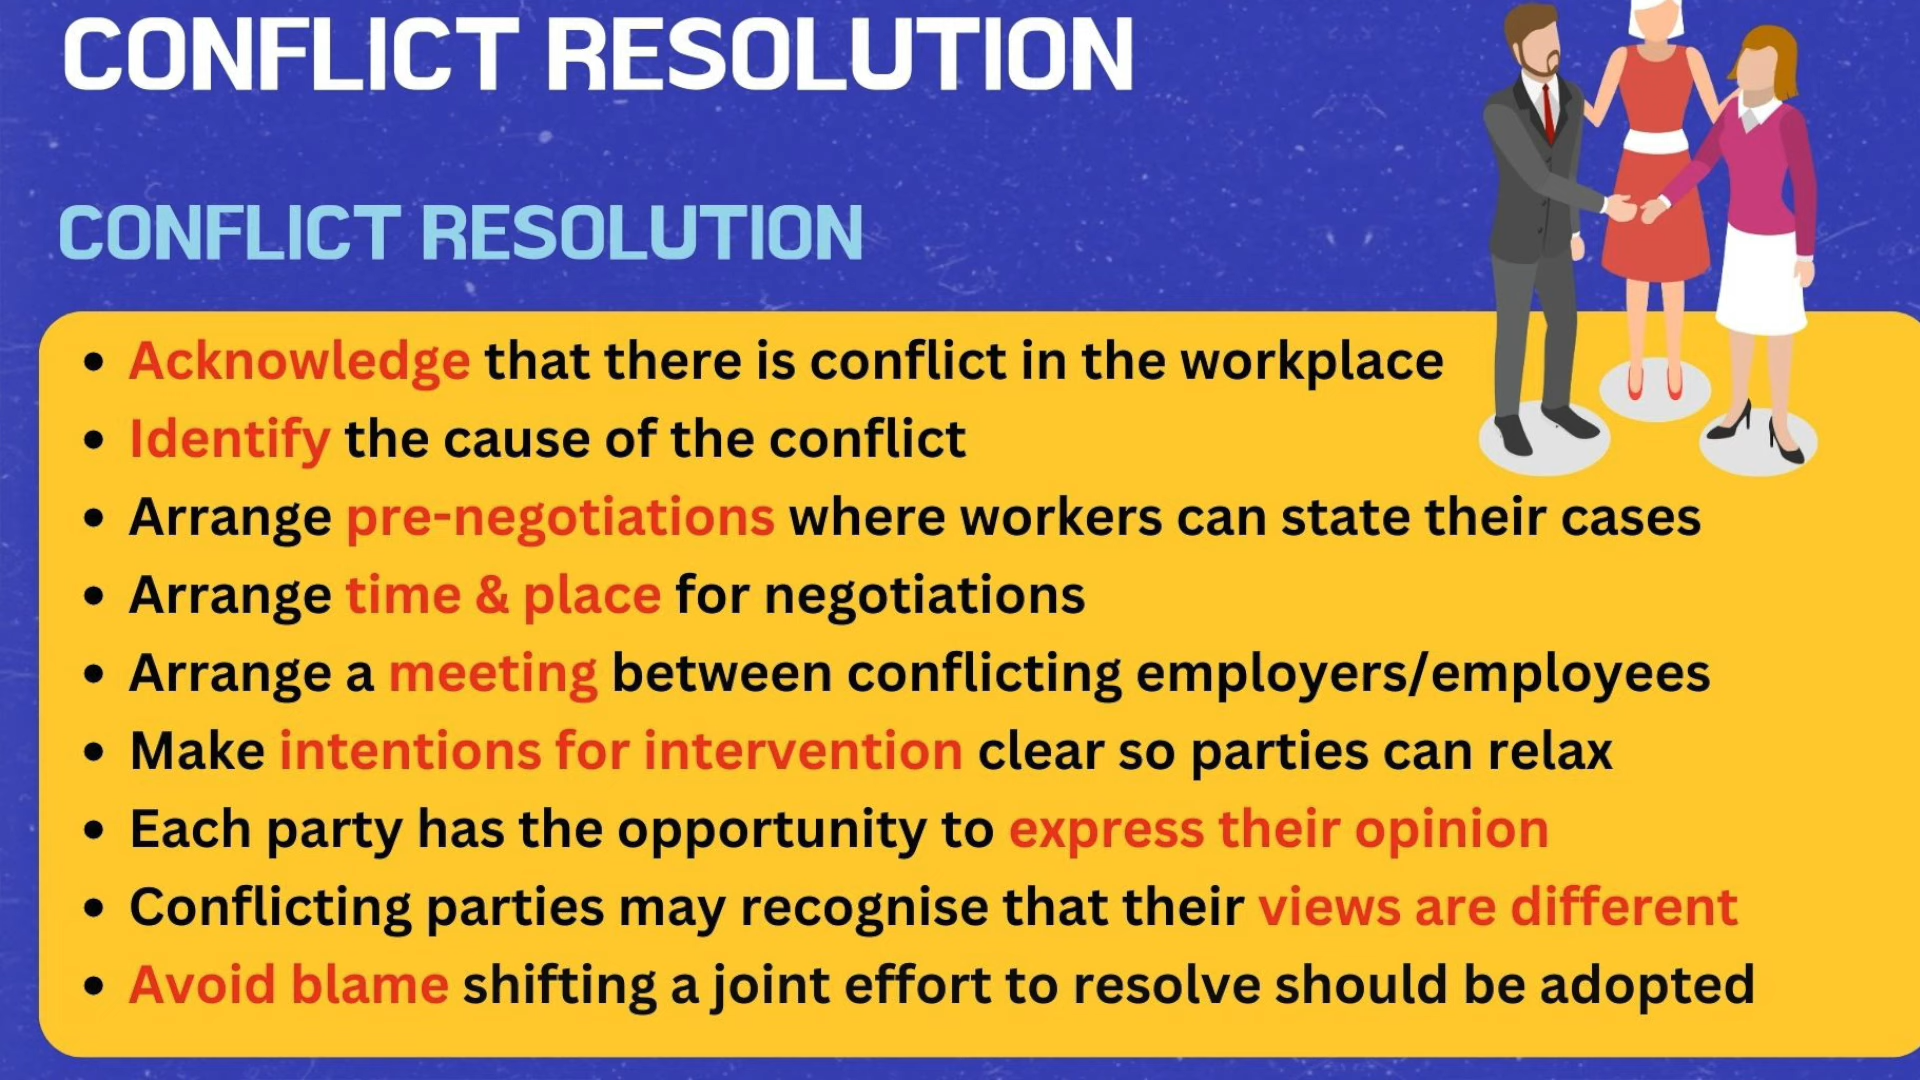 CONFLICT RESOLUTION
CONFLICT RESOLUTION
• Acknowledge that there is conflict in the workplace
• Identify the cause of the conflict
• Arrange pre-negotiations where workers can state their cases
• Arrange time & place for negotiations
• Arrange a meeting between conflicting employers/employees
• Make intentions for intervention clear so parties can relax
• Each party has the opportunity to express their opinion
• Conflicting parties may recognise that their views are different
• Avoid blame shifting a joint effort to resolve should be adopted